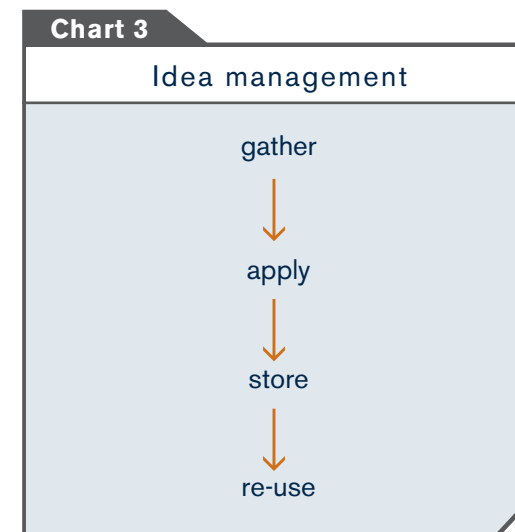 Chart 3
Idea management
gather
apply
store
re-use